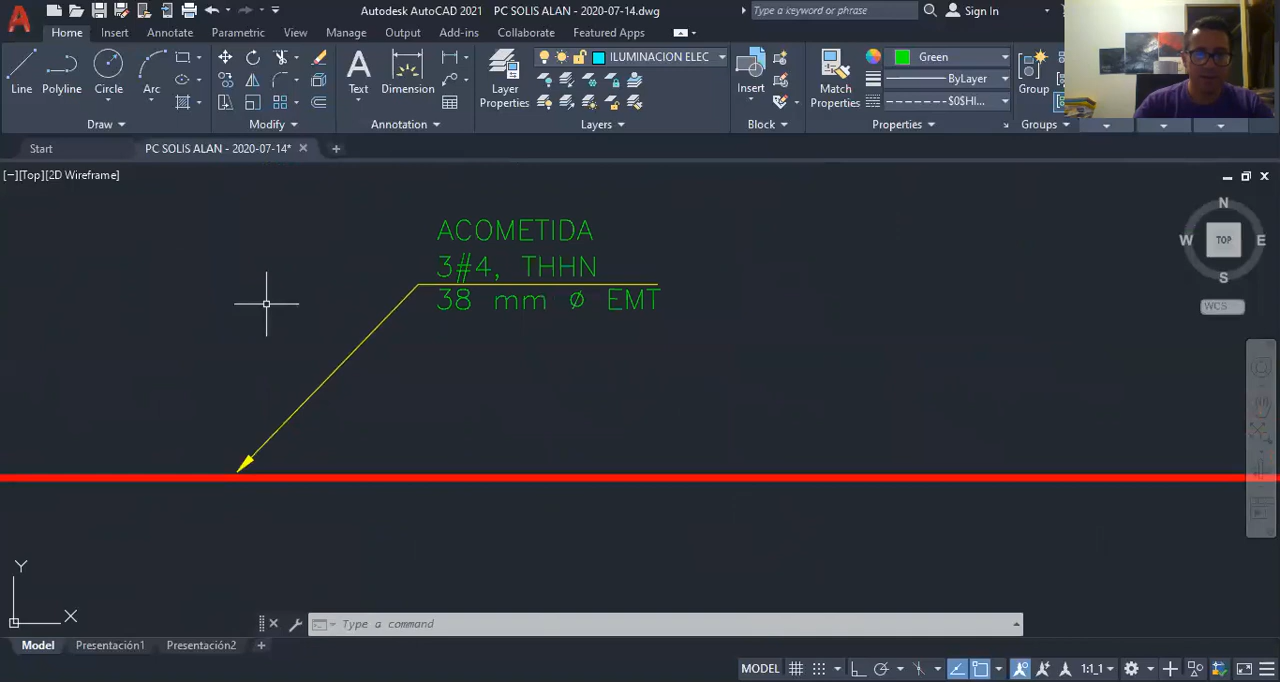 Autodesk AutoCAD 2021 PC SOLIS ALAN - 2020-07-14.dwg
Type a keyword or phrase
Sign In
Home Insert Annotate Parametric View Manage Output Add-ins Collaborate Featured Apps
Line Polyline Circle Arc
Text Dimension
Layer Properties
ILUMINACION ELEC
Insert
Match Properties
Green
ByLayer
$0$HI...
Group
Draw Modify Annotation Layers Block Properties Groups
Start PC SOLIS ALAN - 2020-07-14*
[−][Top][2D Wireframe]
N
W TOP E
S
WCS
ACOMETIDA
3#4, THHN
38 mm ø EMT
Y
X
Type a command
Model Presentación1 Presentación2
MODEL 1:1_1